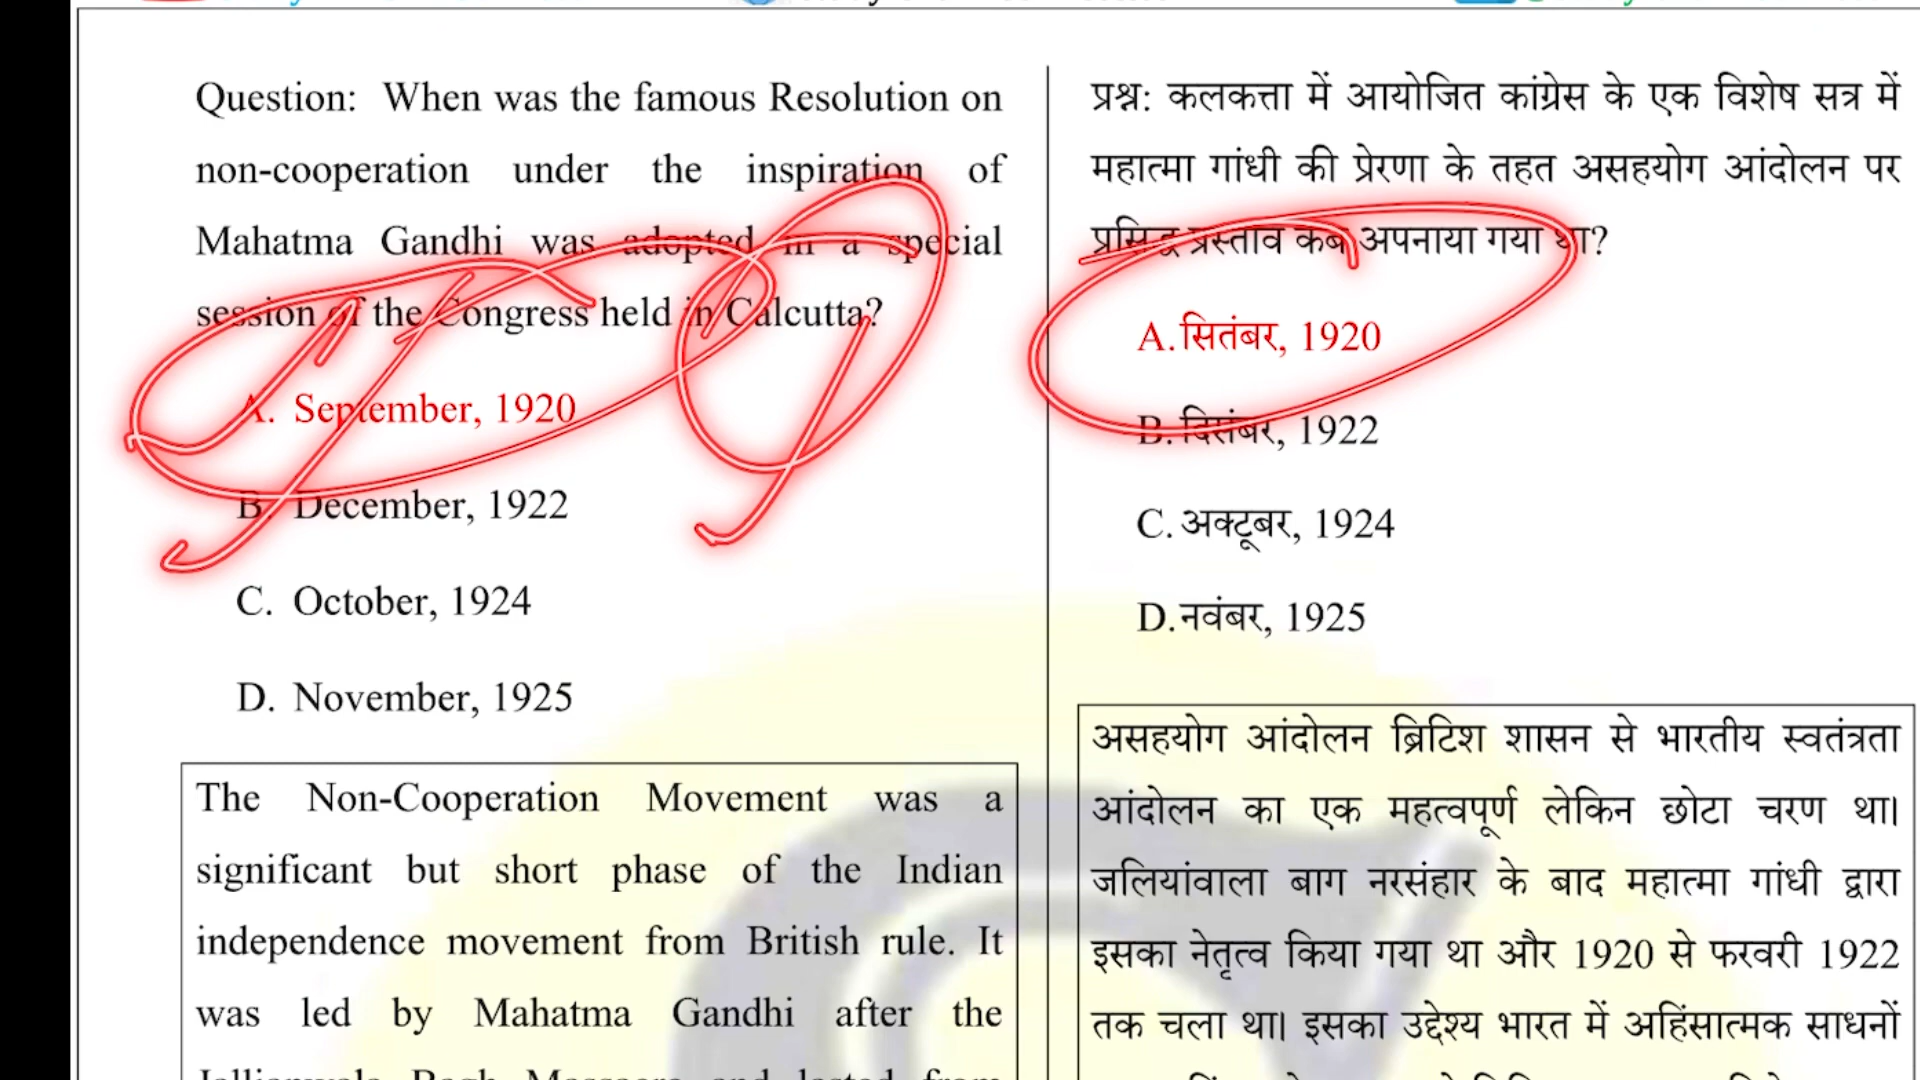 Question: When was the famous Resolution on
non-cooperation under the inspiration of
Mahatma Gandhi was adopted in a special
session of the Congress held in Calcutta?
A. September, 1920
B. December, 1922
C. October, 1924
D. November, 1925
The Non-Cooperation Movement was a
significant but short phase of the Indian
independence movement from British rule. It
was led by Mahatma Gandhi after the
प्रश्न: कलकत्ता में आयोजित कांग्रेस के एक विशेष सत्र में
महात्मा गांधी की प्रेरणा के तहत असहयोग आंदोलन पर
प्रसिद्ध प्रस्ताव कब अपनाया गया था?
A. सितंबर, 1920
B. दिसंबर, 1922
C. अक्टूबर, 1924
D. नवंबर, 1925
असहयोग आंदोलन ब्रिटिश शासन से भारतीय स्वतंत्रता
आंदोलन का एक महत्वपूर्ण लेकिन छोटा चरण था।
जलियांवाला बाग नरसंहार के बाद महात्मा गांधी द्वारा
इसका नेतृत्व किया गया था और 1920 से फरवरी 1922
तक चला था। इसका उद्देश्य भारत में अहिंसात्मक साधनों